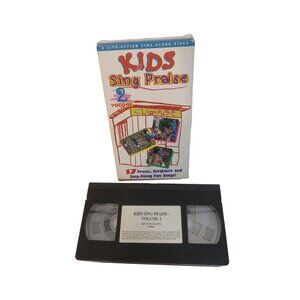 A LIVE-ACTION SING-ALONG VIDEO
KIDS
Sing Praise
2
VOLUME
17 Praise, Scripture and
Sing-Along Fun Songs!
KIDS SING PRAISE -
VOLUME 2